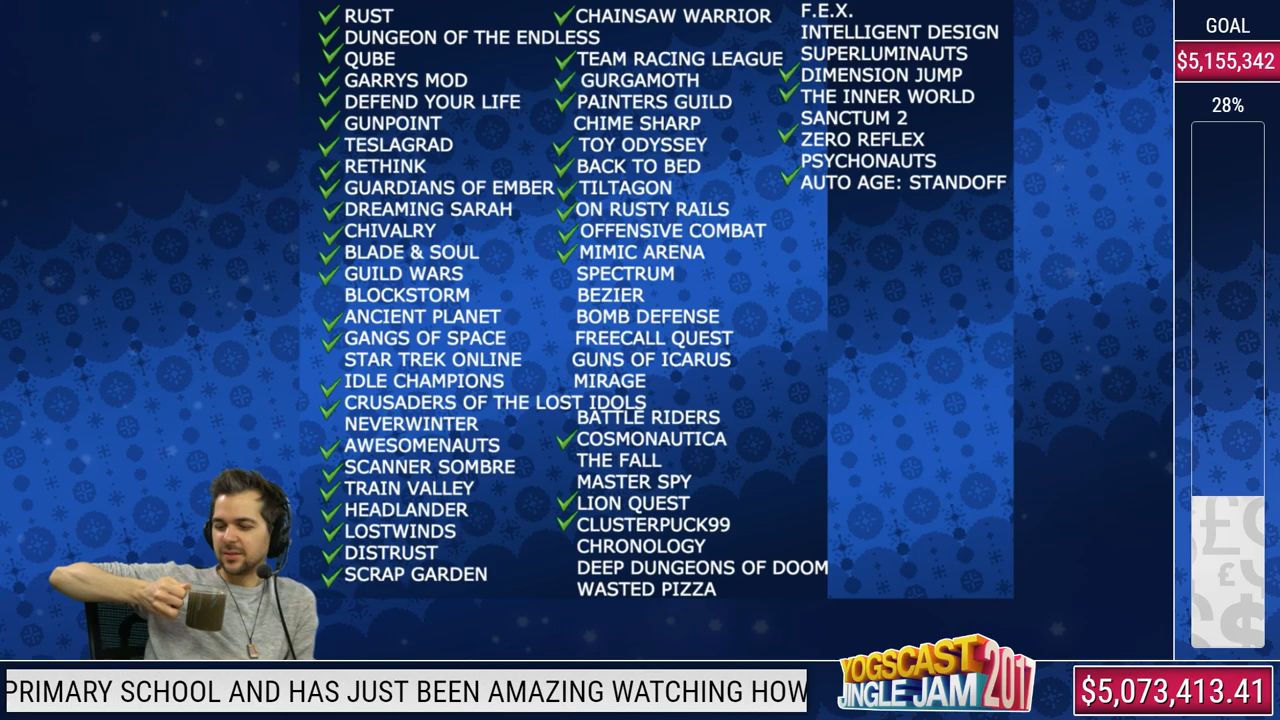 RUST
DUNGEON OF THE ENDLESS
QUBE
GARRYS MOD
DEFEND YOUR LIFE
GUNPOINT
TESLAGRAD
RETHINK
GUARDIANS OF EMBER
DREAMING SARAH
CHIVALRY
BLADE & SOUL
GUILD WARS
BLOCKSTORM
ANCIENT PLANET
GANGS OF SPACE
STAR TREK ONLINE
IDLE CHAMPIONS
CRUSADERS OF THE LOST IDOLS
NEVERWINTER
AWESOMENAUTS
SCANNER SOMBRE
TRAIN VALLEY
HEADLANDER
LOSTWINDS
DISTRUST
SCRAP GARDEN
CHAINSAW WARRIOR
TEAM RACING LEAGUE
GURGAMOTH
PAINTERS GUILD
CHIME SHARP
TOY ODYSSEY
BACK TO BED
TILTAGON
ON RUSTY RAILS
OFFENSIVE COMBAT
MIMIC ARENA
SPECTRUM
BEZIER
BOMB DEFENSE
FREECALL QUEST
GUNS OF ICARUS
MIRAGE
BATTLE RIDERS
COSMONAUTICA
THE FALL
MASTER SPY
LION QUEST
CLUSTERPUCK99
CHRONOLOGY
DEEP DUNGEONS OF DOOM
WASTED PIZZA
F.E.X.
INTELLIGENT DESIGN
SUPERLUMINAUTS
DIMENSION JUMP
THE INNER WORLD
SANCTUM 2
ZERO REFLEX
PSYCHONAUTS
AUTO AGE: STANDOFF
GOAL
$5,155,342
28%
PRIMARY SCHOOL AND HAS JUST BEEN AMAZING WATCHING HOW
YOGSCAST
JINGLE JAM 2017
$5,073,413.41